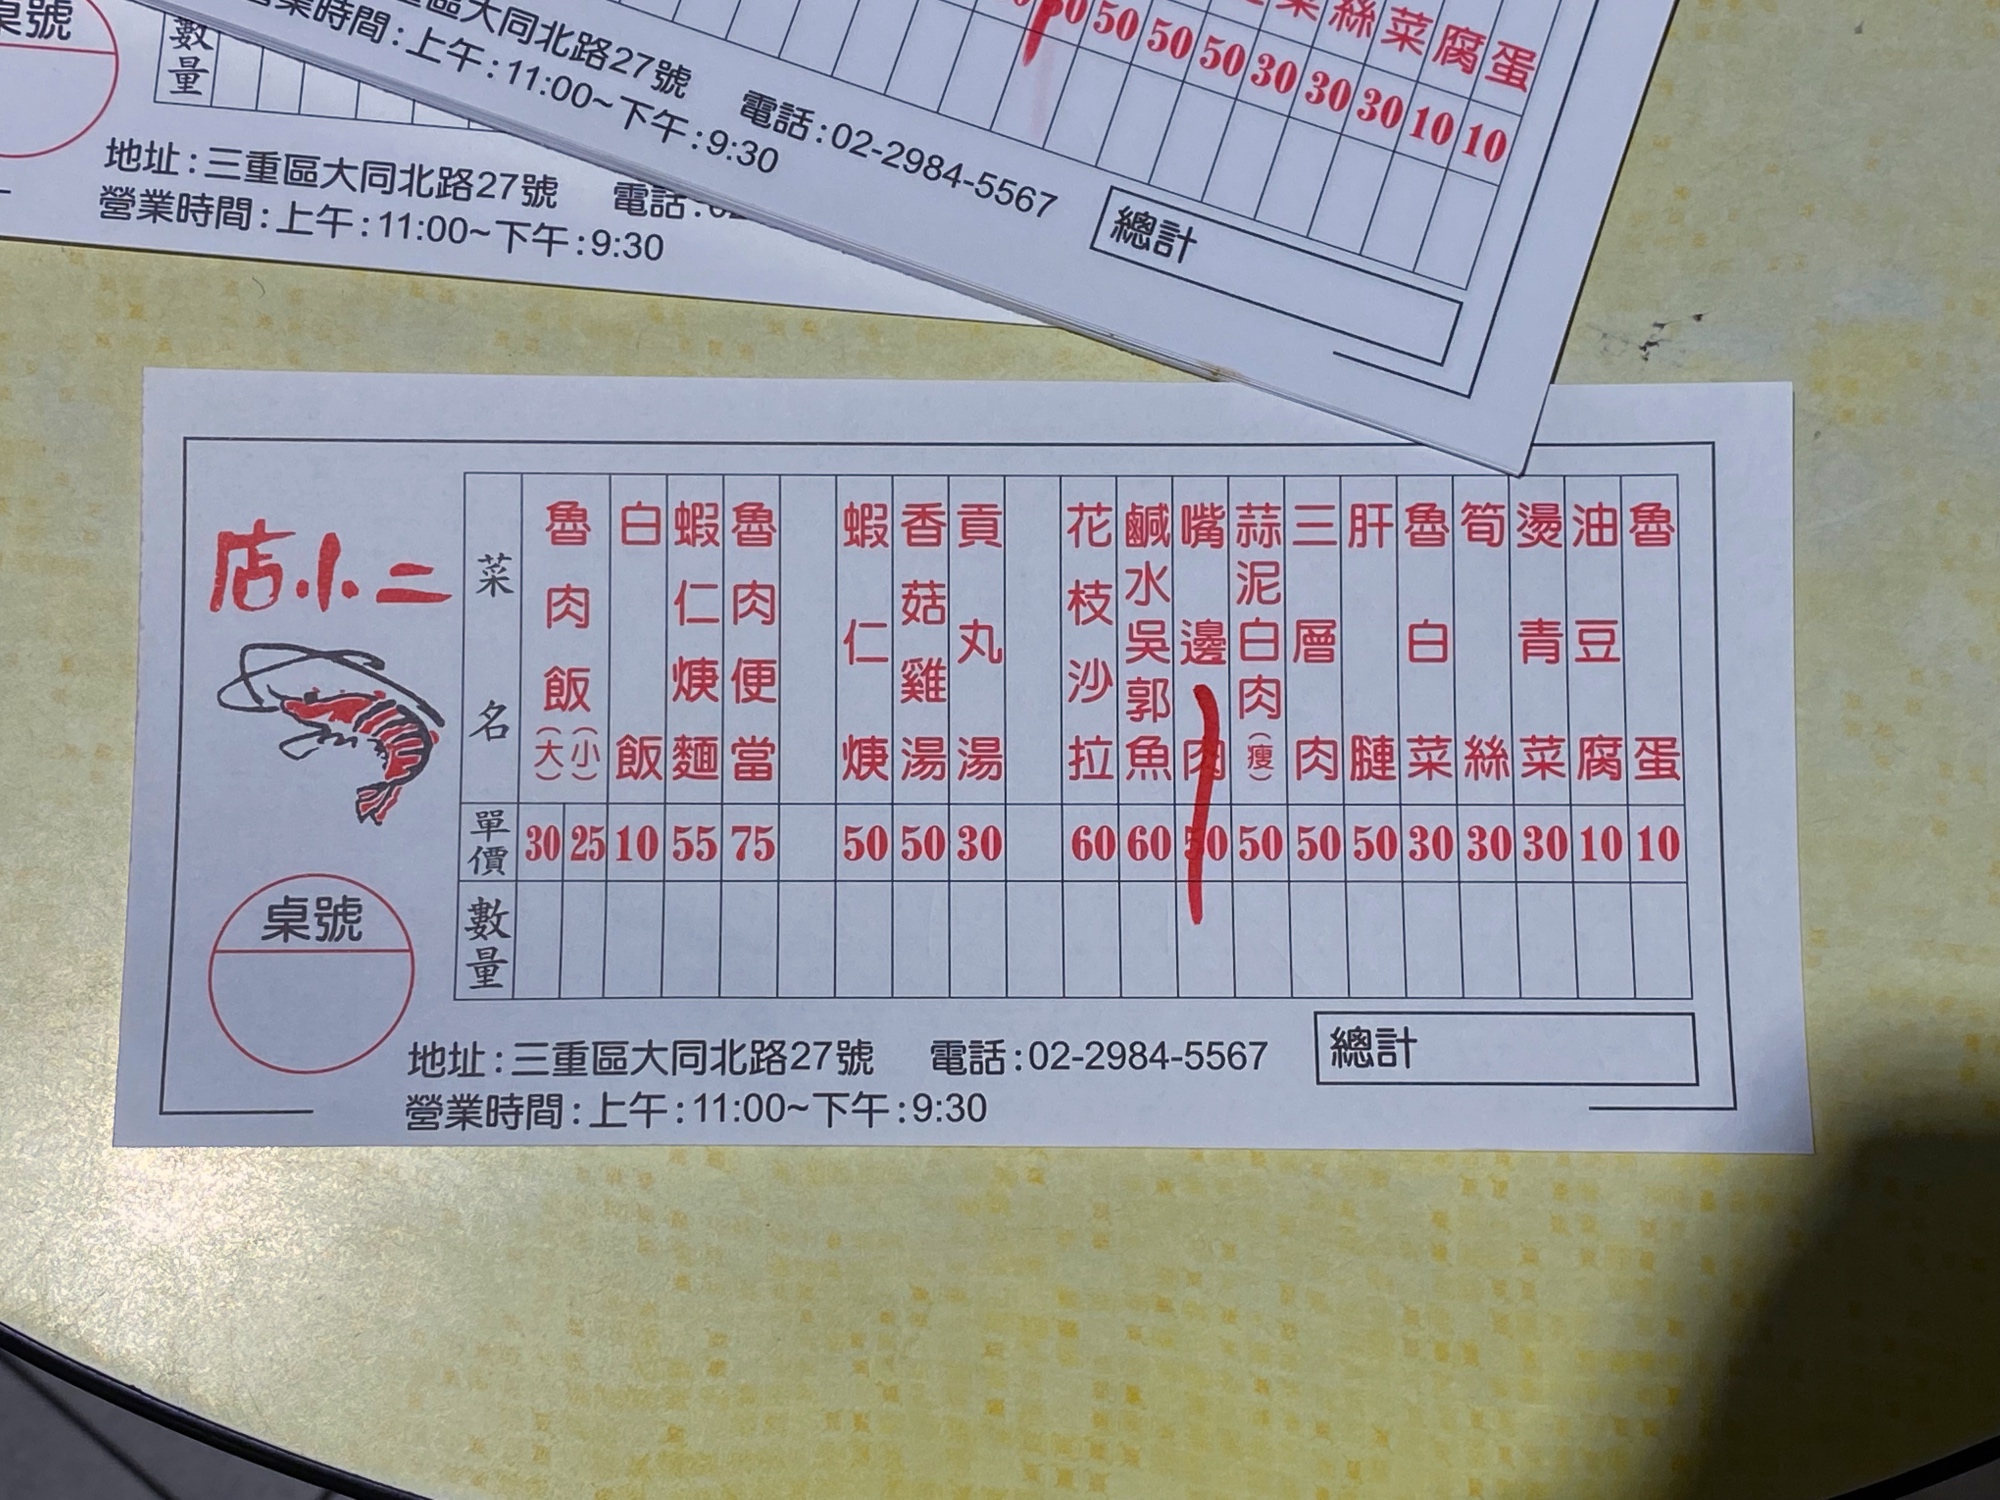 桌號
數量
地址:三重區大同北路27號 電話:02
營業時間:上午:11:00~下午:9:30
絲 菜 腐 蛋
50 50 50 30 30 30 10 10
重區大同北路27號 電話:02-2984-5567
營業時間:上午:11:00~下午:9:30
總計
店小二
桌號
菜名 單價 數量
魯肉飯 (大) 30 (小) 25
白飯 10
蝦仁焿麵 55
魯肉便當 75
蝦仁焿 50
香菇雞湯 50
貢丸湯 30
花枝沙拉 60
鹹水吳郭魚 60
嘴邊肉 50
蒜泥白肉(瘦) 50
三層肉 50
肝腱 50
魯白菜 30
筍絲 30
燙青菜 30
油豆腐 10
魯蛋 10
地址:三重區大同北路27號 電話:02-2984-5567
營業時間:上午:11:00~下午:9:30
總計